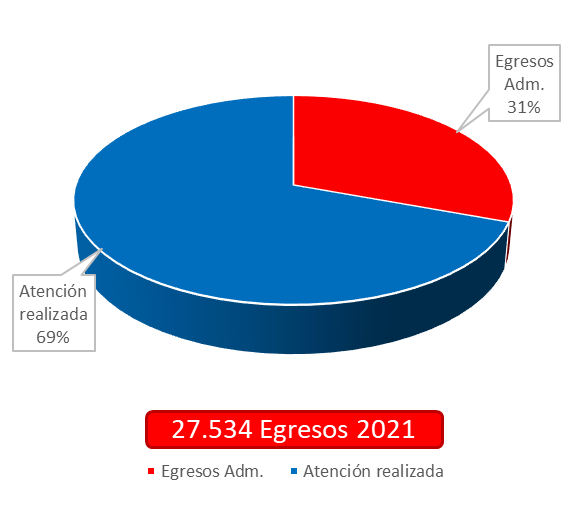 Egresos
Adm.
31%
Atención
realizada
69%
27.534 Egresos 2021
Egresos Adm.
Atención realizada